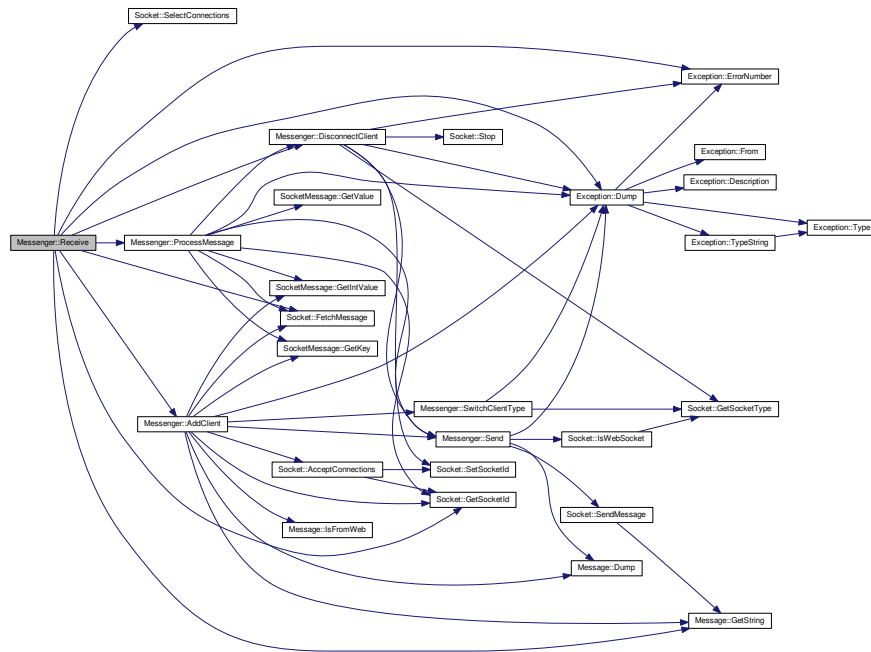 Socket::SelectConnections
Exception::ErrorNumber
Messenger::DisconnectClient
Socket::Stop
Exception::From
Exception::Description
SocketMessage::GetValue
Exception::Dump
Exception::Type
Messenger::Receive
Messenger::ProcessMessage
Exception::TypeString
SocketMessage::GetIntValue
Socket::FetchMessage
SocketMessage::GetKey
Messenger::SwitchClientType
Socket::GetSocketType
Messenger::AddClient
Messenger::Send
Socket::IsWebSocket
Socket::AcceptConnections
Socket::SetSocketId
Socket::GetSocketId
Socket::SendMessage
Message::IsFromWeb
Message::Dump
Message::GetString